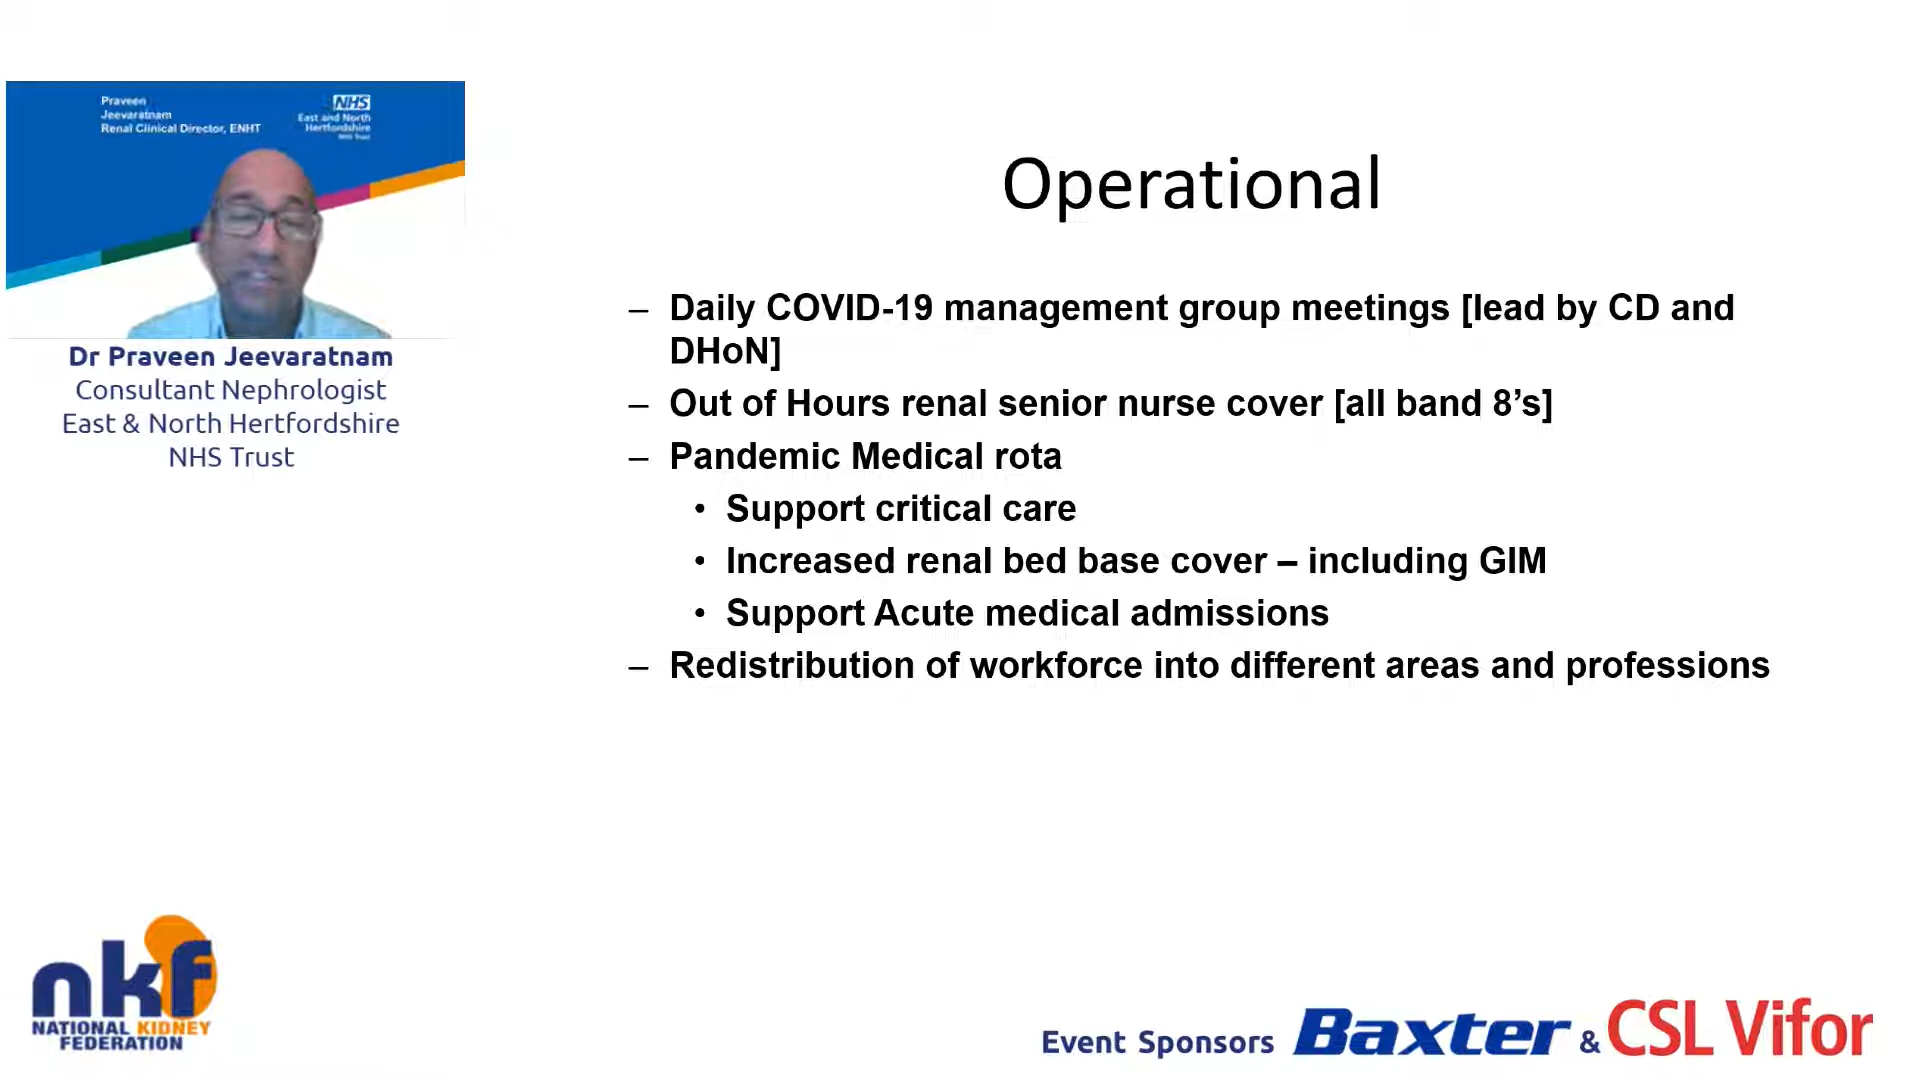 Praveen
Jeevaratnam
Renal Clinical Director, ENHT
NHS
East and North
Hertfordshire
NHS Trust
Dr Praveen Jeevaratnam
Consultant Nephrologist
East & North Hertfordshire
NHS Trust
Operational
– Daily COVID-19 management group meetings [lead by CD and
DHoN]
– Out of Hours renal senior nurse cover [all band 8’s]
– Pandemic Medical rota
• Support critical care
• Increased renal bed base cover – including GIM
• Support Acute medical admissions
– Redistribution of workforce into different areas and professions
nkf
NATIONAL KIDNEY
FEDERATION
Event Sponsors Baxter & CSL Vifor